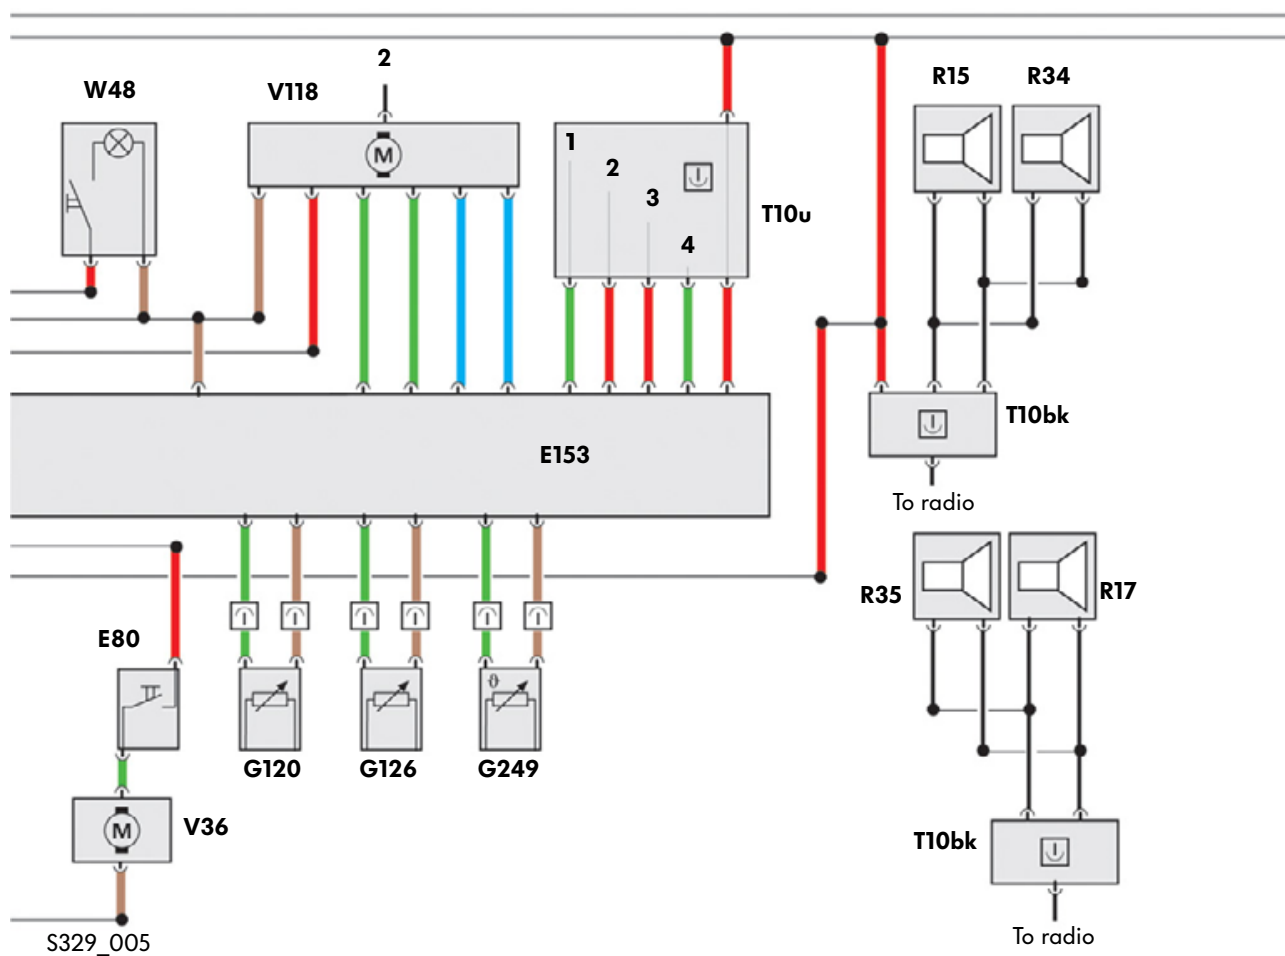 2
W48
V118
R15
R34
M
1
2
3
4
T10u
T10bk
E153
To radio
R35
R17
E80
ϑ
G120
G126
G249
V36
M
T10bk
S329_005
To radio